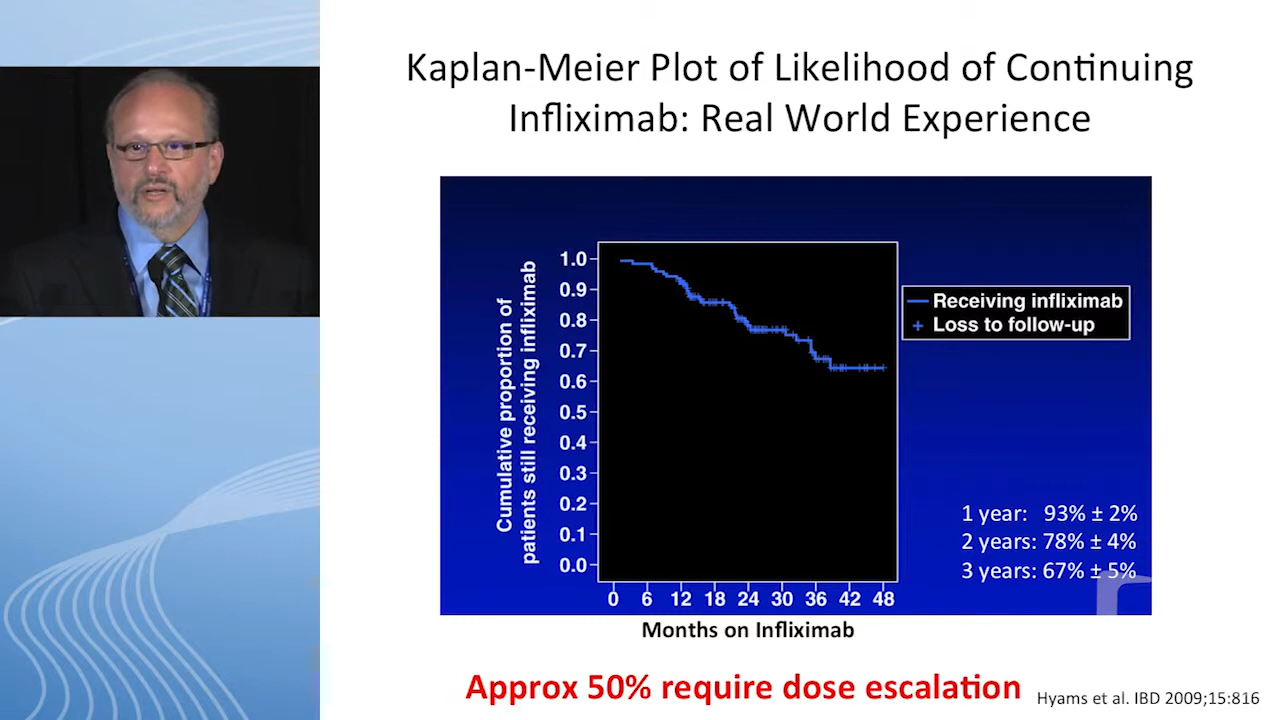 Kaplan-Meier Plot of Likelihood of Continuing
Infliximab: Real World Experience
Cumulative proportion of
patients still receiving infliximab
1.0
0.9
0.8
0.7
0.6
0.5
0.4
0.3
0.2
0.1
0.0
0 6 12 18 24 30 36 42 48
Months on Infliximab
Receiving infliximab
Loss to follow-up
1 year: 93% ± 2%
2 years: 78% ± 4%
3 years: 67% ± 5%
Approx 50% require dose escalation
Hyams et al. IBD 2009;15:816